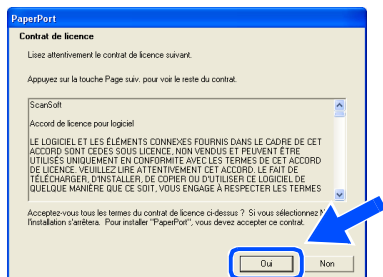 PaperPort
Contrat de licence
Lisez attentivement le contrat de licence suivant.
Appuyez sur la touche Page suiv. pour voir le reste du contrat.
ScanSoft
Accord de licence pour logiciel
LE LOGICIEL ET LES ÉLÉMENTS CONNEXES FOURNIS DANS LE CADRE DE CET
ACCORD SONT CEDES SOUS LICENCE, NON VENDUS ET PEUVENT ÊTRE
UTILISÉS UNIQUEMENT EN CONFORMITE AVEC LES TERMES DE CET ACCORD
DE LICENCE. VEUILLEZ LIRE ATTENTIVEMENT CET ACCORD. LE FAIT DE
TÉLÉCHARGER, D'INSTALLER, DE COPIER OU D'UTILISER CE LOGICIEL DE
QUELQUE MANIÈRE QUE CE SOIT, VOUS ENGAGE À RESPECTER LES TERMES
Acceptez-vous tous les termes du contrat de licence ci-dessus ? Si vous sélectionnez
l'installation s'arrêtera. Pour installer "PaperPort", vous devez accepter ce contrat.
Oui
Non